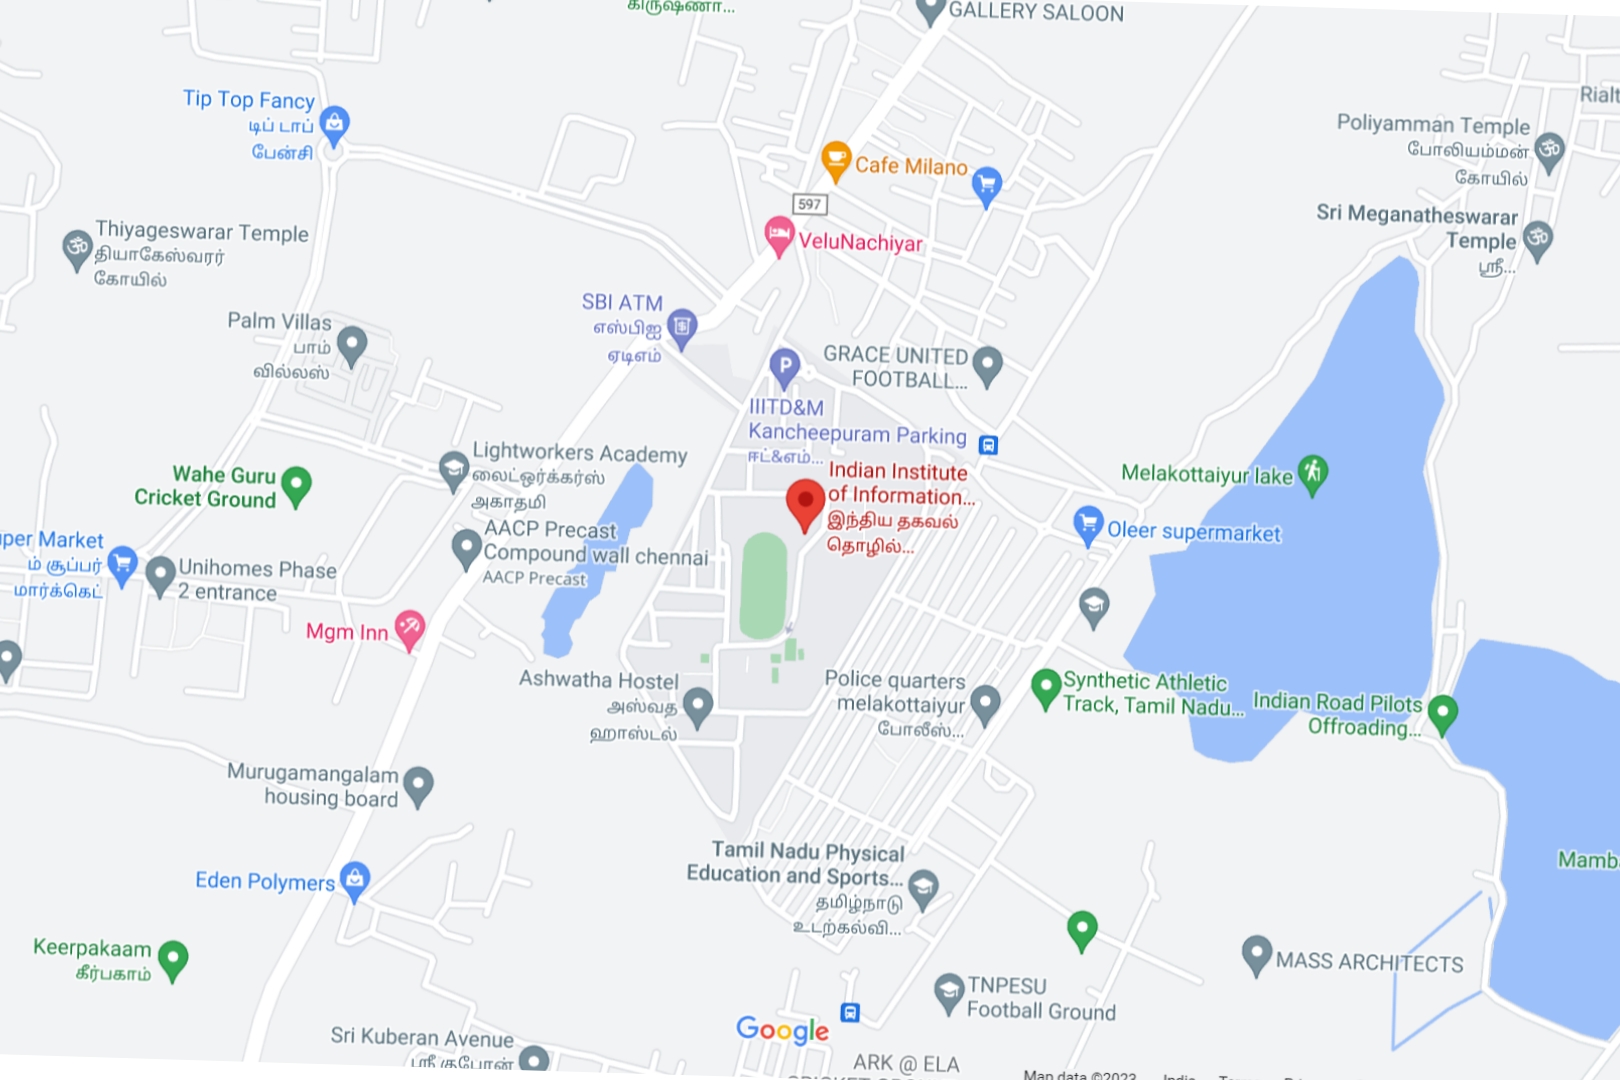 கிருஷ்ணா...
GALLERY SALOON
Tip Top Fancy
டிப் டாப்
பேன்சி
Cafe Milano
597
VeluNachiyar
Poliyamman Temple
போலியம்மன்
கோயில்
Sri Meganatheswarar
Temple
ஸ்ரீ...
Thiyageswarar Temple
தியாகேஸ்வரர்
கோயில்
SBI ATM
எஸ்பிஐ
ஏடிஎம்
Palm Villas
பாம்
வில்லஸ்
GRACE UNITED
FOOTBALL...
P
IIITD&M
Kancheepuram Parking
ஈட்&எம்...
Indian Institute
of Information...
இந்திய தகவல்
தொழில்...
Lightworkers Academy
லைட்ஒர்க்கர்ஸ்
அகாதமி
Wahe Guru
Cricket Ground
Melakottaiyur lake
Oleer supermarket
AACP Precast
Compound wall chennai
AACP Precast
Market
ம் சூப்பர்
மார்க்கெட்
Unihomes Phase
2 entrance
Mgm Inn
Ashwatha Hostel
அஸ்வத
ஹாஸ்டல்
Police quarters
melakottaiyur
போலீஸ்...
Synthetic Athletic
Track, Tamil Nadu...
Indian Road Pilots
Offroading...
Murugamangalam
housing board
Tamil Nadu Physical
Education and Sports...
தமிழ்நாடு
உடற்கல்வி...
Eden Polymers
Keerpakaam
கீர்பகாம்
MASS ARCHITECTS
TNPESU
Football Ground
Google
Sri Kuberan Avenue
ஸ்ரீ குபேரன்
ARK @ ELA
Map data ©2023
India